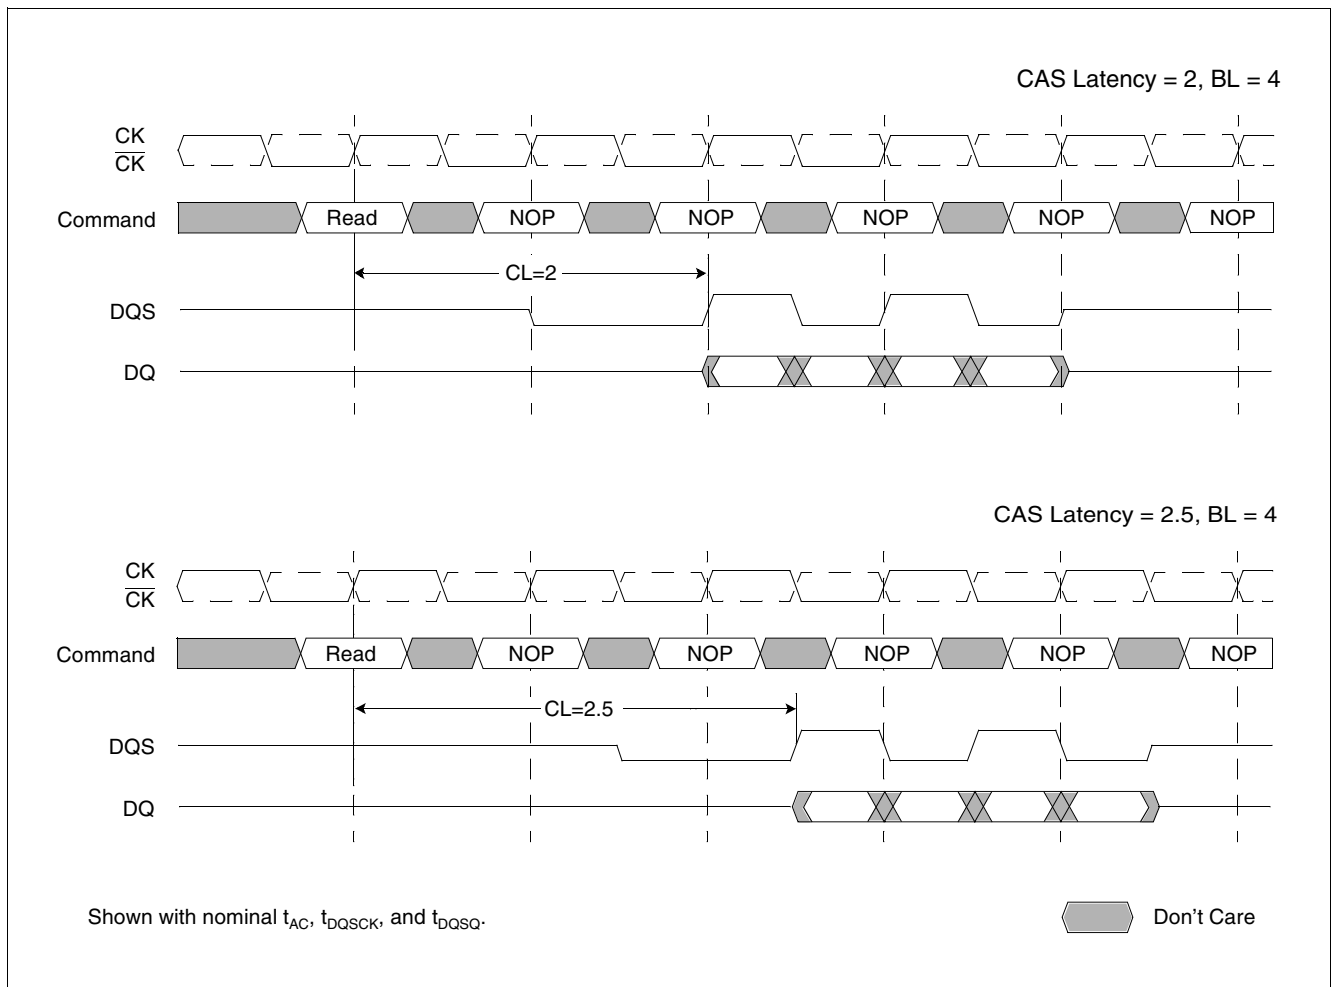 CAS Latency = 2, BL = 4
CK
CK
Command
Read
NOP
NOP
NOP
NOP
NOP
CL=2
DQS
DQ
CAS Latency = 2.5, BL = 4
CK
CK
Command
Read
NOP
NOP
NOP
NOP
NOP
CL=2.5
DQS
DQ
Shown with nominal tAC, tDQSCK, and tDQSQ.
Don't Care